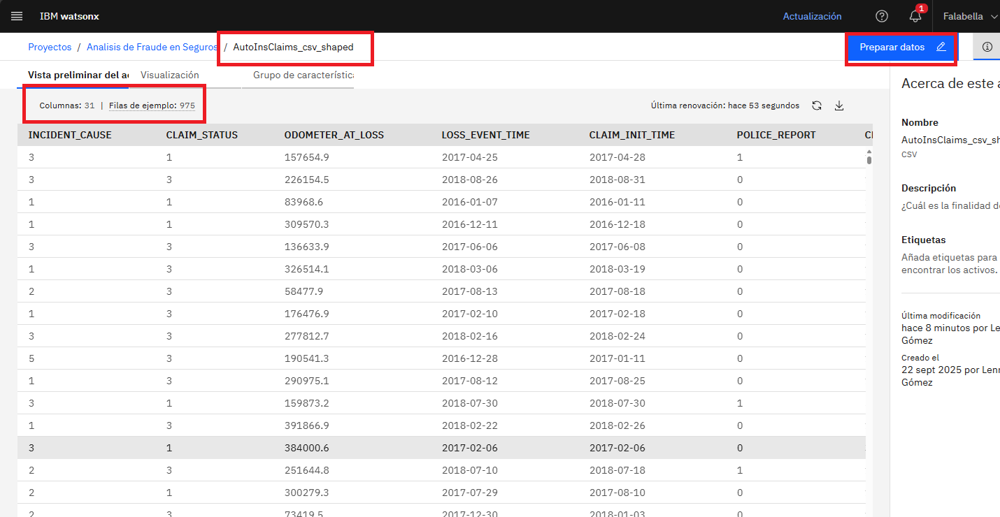 IBM watsonx
Actualización
1
Falabella
Proyectos / Analisis de Fraude en Seguros / AutoInsClaims_csv_shaped
Preparar datos
Vista preliminar del ac
Visualización
Grupo de característica
Columnas: 31 | Filas de ejemplo: 975
Última renovación: hace 53 segundos
INCIDENT_CAUSE CLAIM_STATUS ODOMETER_AT_LOSS LOSS_EVENT_TIME CLAIM_INIT_TIME POLICE_REPORT
3 1 157654.9 2017-04-25 2017-04-28 1
3 3 226154.5 2018-08-26 2018-08-31 0
1 1 83968.6 2016-01-07 2016-01-11 0
1 1 309570.3 2016-12-11 2016-12-18 0
3 3 136633.9 2017-06-06 2017-06-08 0
1 3 326514.1 2018-03-06 2018-03-19 0
2 3 58477.9 2017-08-13 2017-08-18 0
1 3 176476.9 2017-02-10 2017-02-18 0
3 3 277812.7 2018-02-16 2018-02-24 0
5 3 190541.3 2016-12-28 2017-01-11 0
1 3 290975.1 2017-08-12 2017-08-25 0
3 1 159873.2 2018-07-30 2018-07-30 1
1 3 391866.9 2018-02-22 2018-02-26 0
3 1 384000.6 2017-02-06 2017-02-06 0
2 3 251644.8 2018-07-10 2018-07-18 1
2 1 300279.3 2017-07-29 2017-08-10 0
2 3 73419.5 2017-12-30 2018-01-03 0
Acerca de este a
Nombre
AutoInsClaims_csv_sh
CSV
Descripción
¿Cuál es la finalidad de
Etiquetas
Añada etiquetas para
encontrar los activos.
Última modificación
hace 8 minutos por Le
Gómez
Creado el
22 sept 2025 por Lenn
Gómez